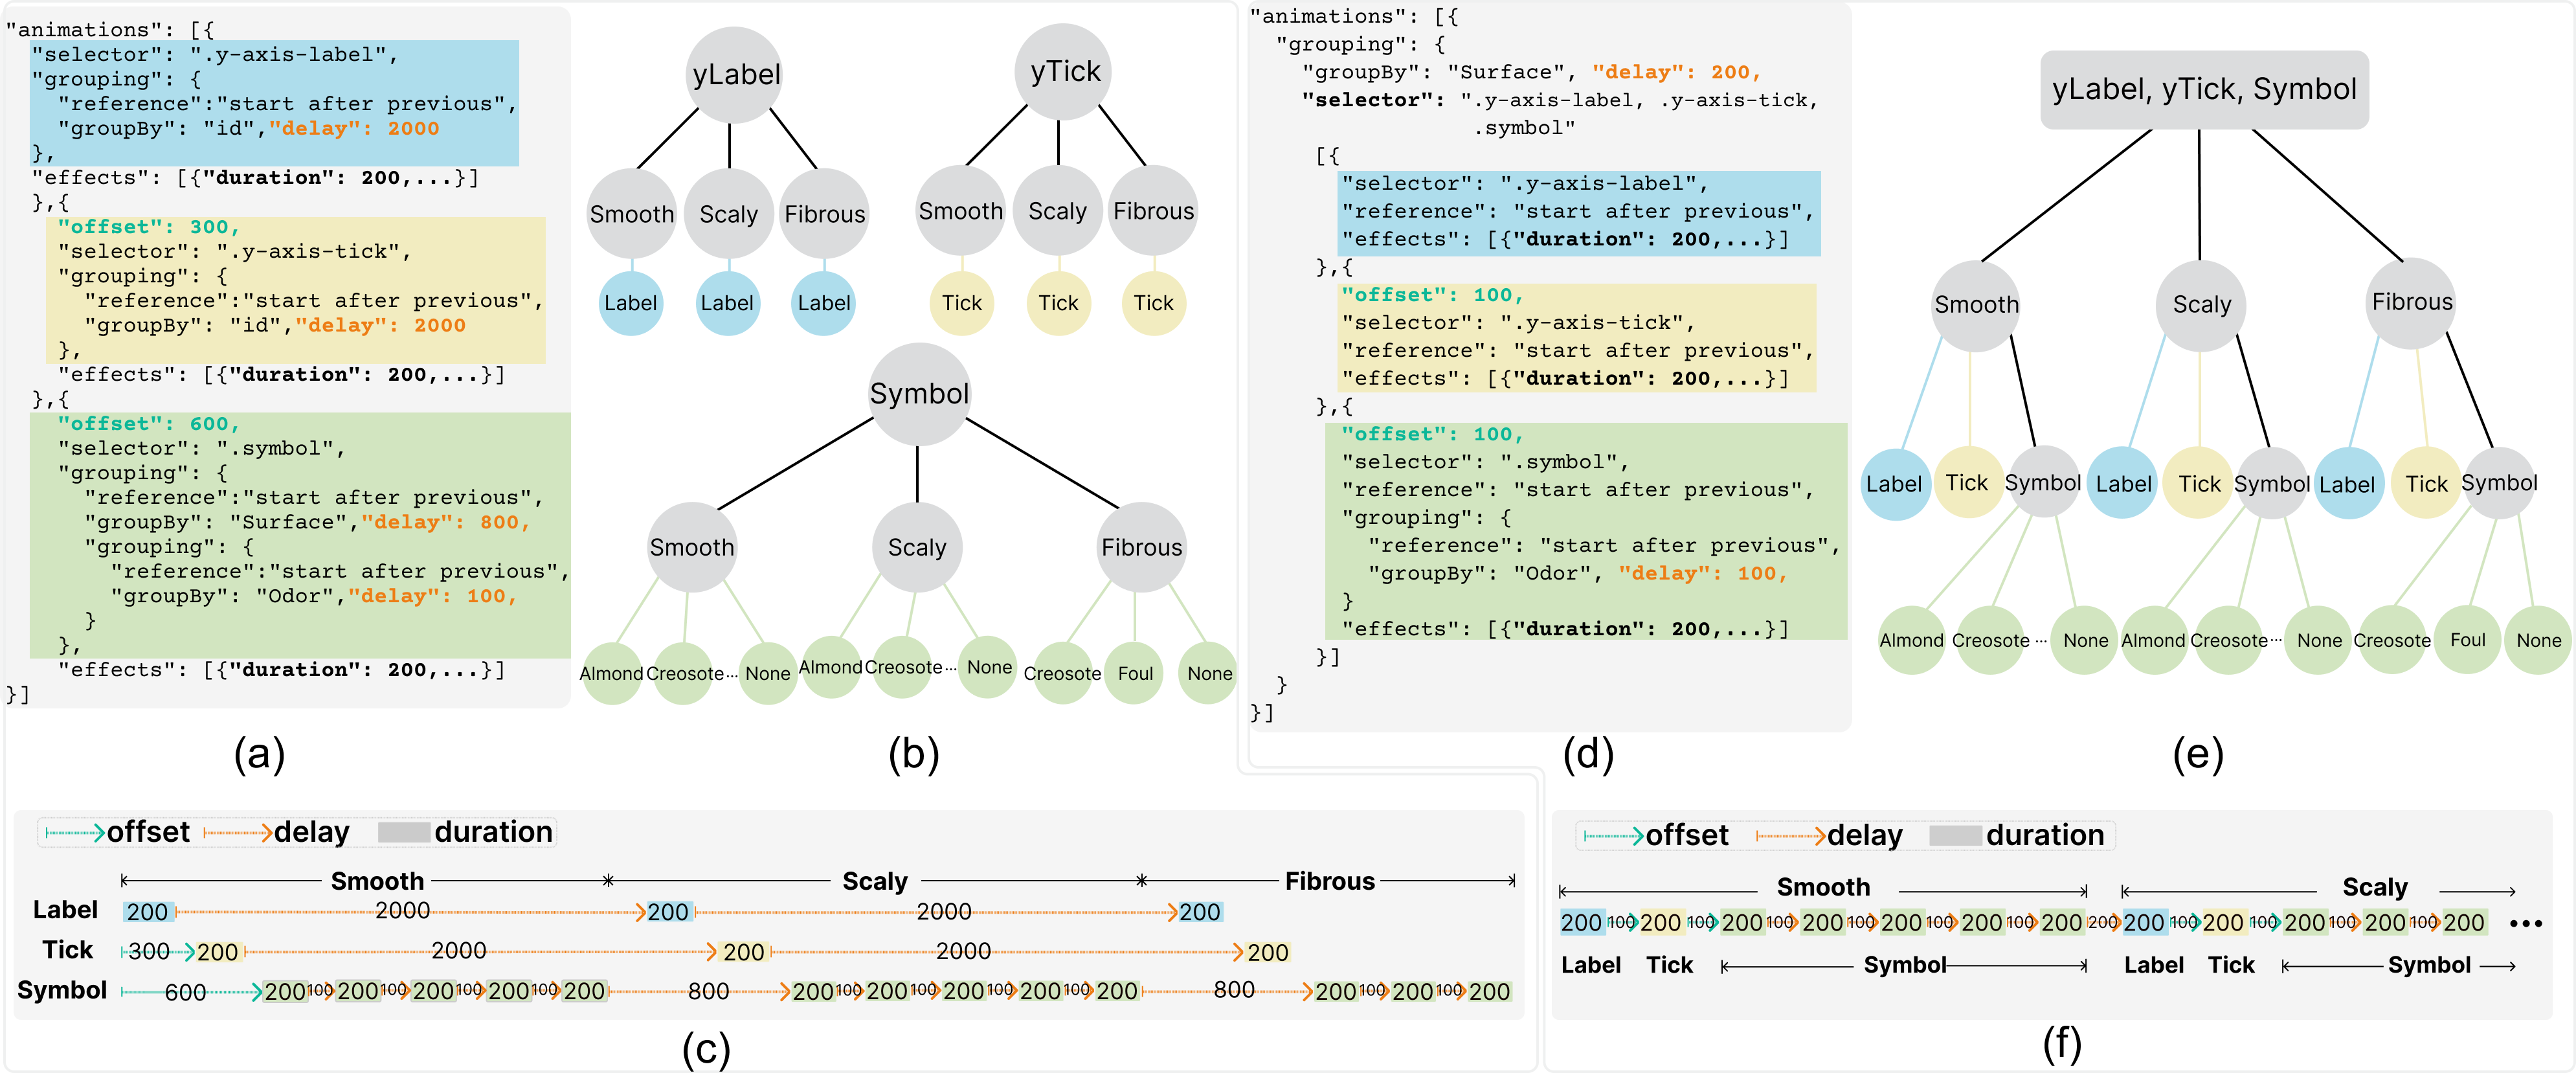 "animations": [{
"selector": ".y-axis-label",
"grouping": {
"reference":"start after previous",
"groupBy": "id","delay": 2000
},
"effects": [{"duration": 200,...}]
},{
"offset": 300,
"selector": ".y-axis-tick",
"grouping": {
"reference":"start after previous",
"groupBy": "id","delay": 2000
},
"effects": [{"duration": 200,...}]
},{
"offset": 600,
"selector": ".symbol",
"grouping": {
"reference":"start after previous",
"groupBy": "Surface","delay": 800,
"grouping": {
"reference":"start after previous",
"groupBy": "Odor","delay": 100,
}
},
"effects": [{"duration": 200,...}]
}]
(a)
yLabel
Smooth Scaly Fibrous
Label Label Label
yTick
Smooth Scaly Fibrous
Tick Tick Tick
Symbol
Smooth Scaly Fibrous
Almond Creosote ... None Almond Creosote ... None Creosote Foul None
(b)
offset delay duration
Smooth Scaly Fibrous
Label 200 2000 200 2000 200
Tick 300 200 2000 200 2000 200
Symbol 600 200 100 200 100 200 100 200 100 200 800 200 100 200 100 200 100 200 100 200 800 200 100 200 100 200
(c)
"animations": [{
"grouping": {
"groupBy": "Surface", "delay": 200,
"selector": ".y-axis-label, .y-axis-tick,
.symbol"
[{
"selector": ".y-axis-label",
"reference": "start after previous",
"effects": [{"duration": 200,...}]
},{
"offset": 100,
"selector": ".y-axis-tick",
"reference": "start after previous",
"effects": [{"duration": 200,...}]
},{
"offset": 100,
"selector": ".symbol",
"reference": "start after previous",
"grouping": {
"reference": "start after previous",
"groupBy": "Odor", "delay": 100,
}
"effects": [{"duration": 200,...}]
}]
}
}]
(d)
yLabel, yTick, Symbol
Smooth Scaly Fibrous
Label Tick Symbol Label Tick Symbol Label Tick Symbol
Almond Creosote ... None Almond Creosote ... None Creosote Foul None
(e)
offset delay duration
Smooth Scaly
200 100 200 100 200 100 200 100 200 100 200 100 200 200 200 100 200 100 200 100 200 100 200 •••
Label Tick Symbol Label Tick Symbol
(f)